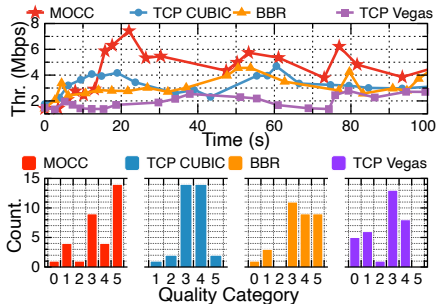 MOCC TCP CUBIC BBR TCP Vegas
Thr. (Mbps)
8
6
4
2
0 20 40 60 80 100
Time (s)
MOCC TCP CUBIC BBR TCP Vegas
Count.
15
10
5
0
0 1 2 3 4 5 0 1 2 3 4 5 0 1 2 3 4 5 0 1 2 3 4 5
Quality Category